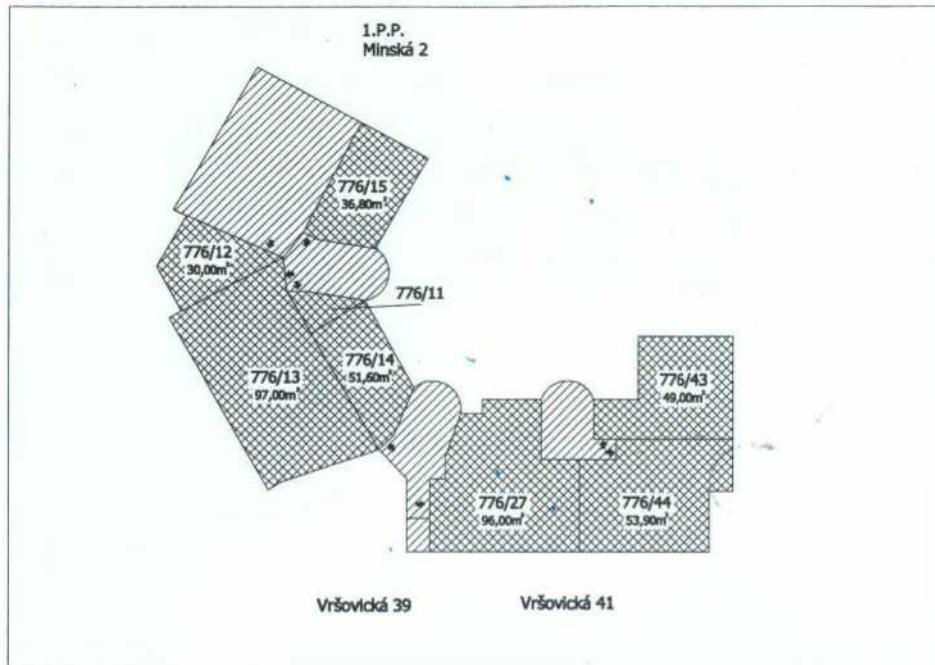 1.P.P.
Minská 2
776/15
36,80m²
776/12
30,00m²
776/11
776/14
51,60m²
776/13
97,00m²
776/43
49,00m²
776/27
96,00m²
776/44
53,90m²
Vršovická 39
Vršovická 41